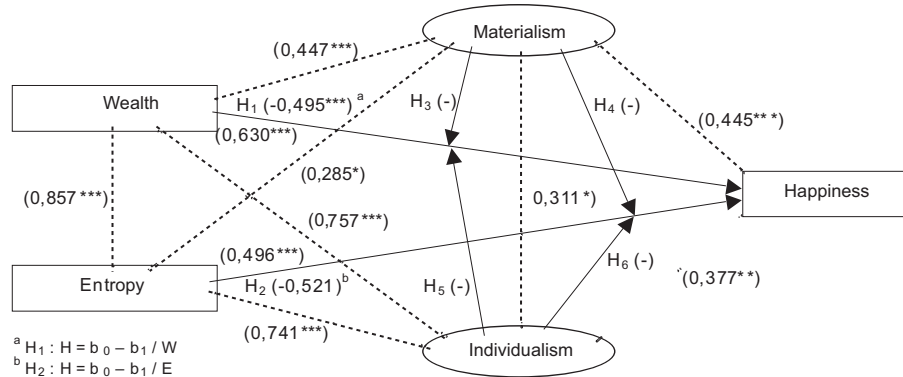 Materialism
(0,447***)
Wealth
H1 (-0,495***) a
H3 (-)
H4 (-)
(0,445***)
(0,630***)
(0,285*)
Happiness
(0,857***)
(0,757***)
0,311*)
(0,496***)
Entropy
H2 (-0,521) b
H5 (-)
H6 (-)
(0,377**)
(0,741***)
Individualism
a H1 : H = b0 – b1 / W
b H2 : H = b0 – b1 / E